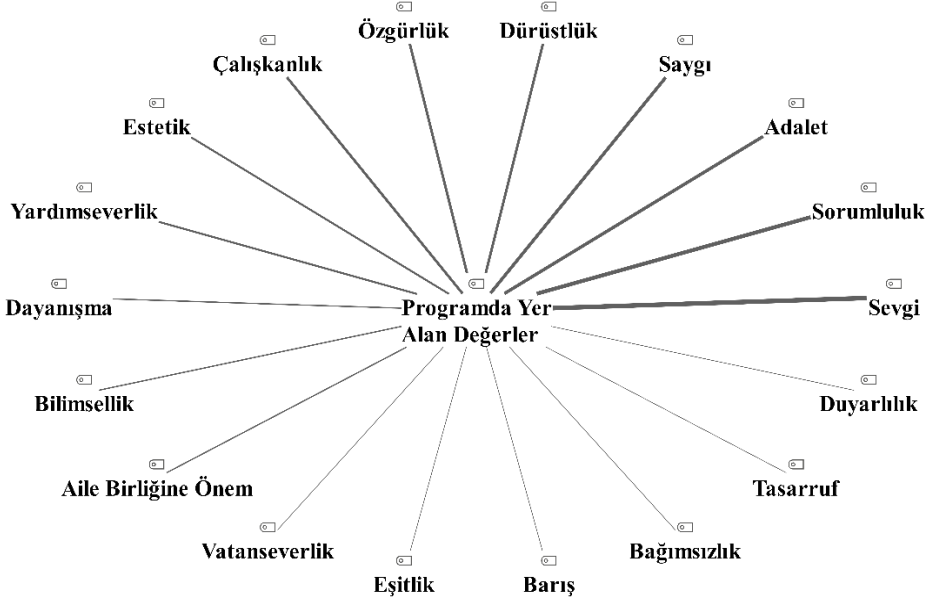 Özgürlük
Dürüstlük
Çalışkanlık
Saygı
Estetik
Adalet
Yardımseverlik
Sorumluluk
Dayanışma
Programda Yer
Alan Değerler
Sevgi
Bilimsellik
Duyarlılık
Aile Birliğine Önem
Tasarruf
Vatanseverlik
Bağımsızlık
Eşitlik
Barış